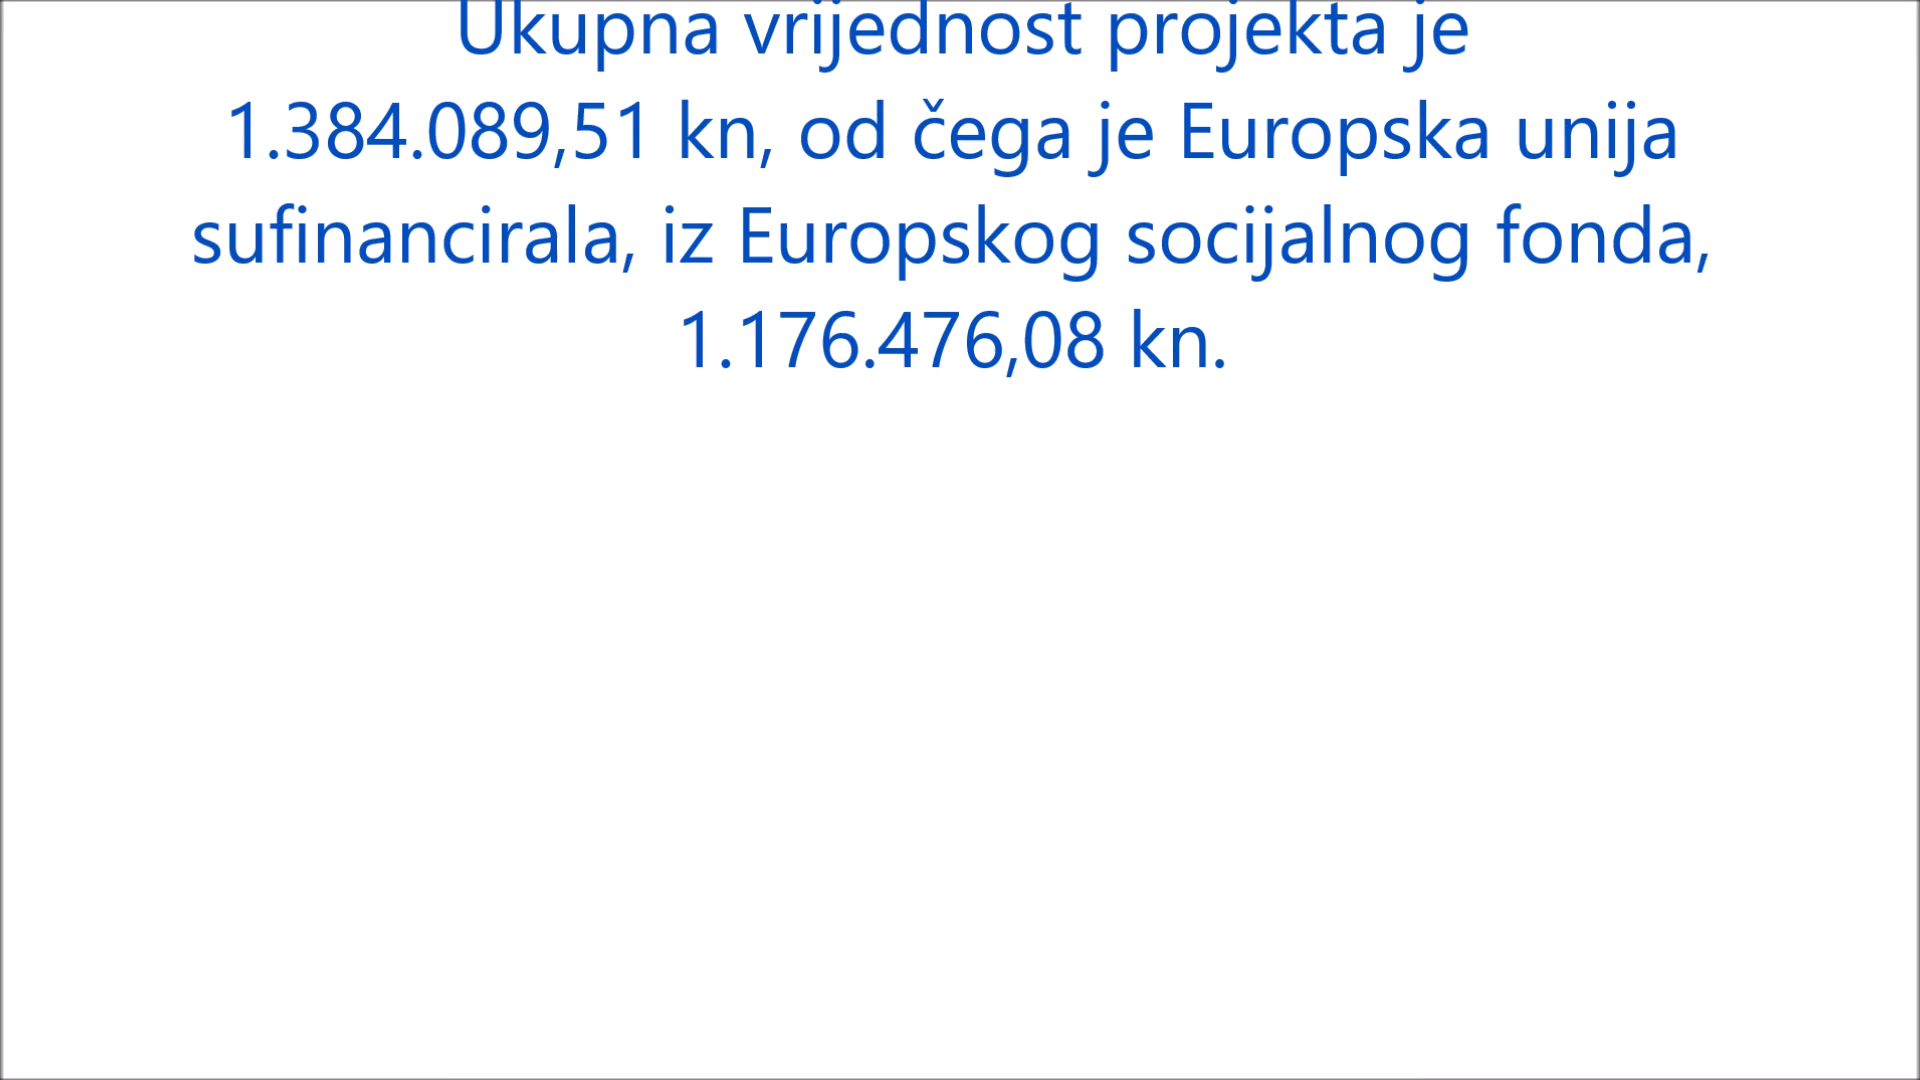 Ukupna vrijednost projekta je
1.384.089,51 kn, od čega je Europska unija
sufinancirala, iz Europskog socijalnog fonda,
1.176.476,08 kn.